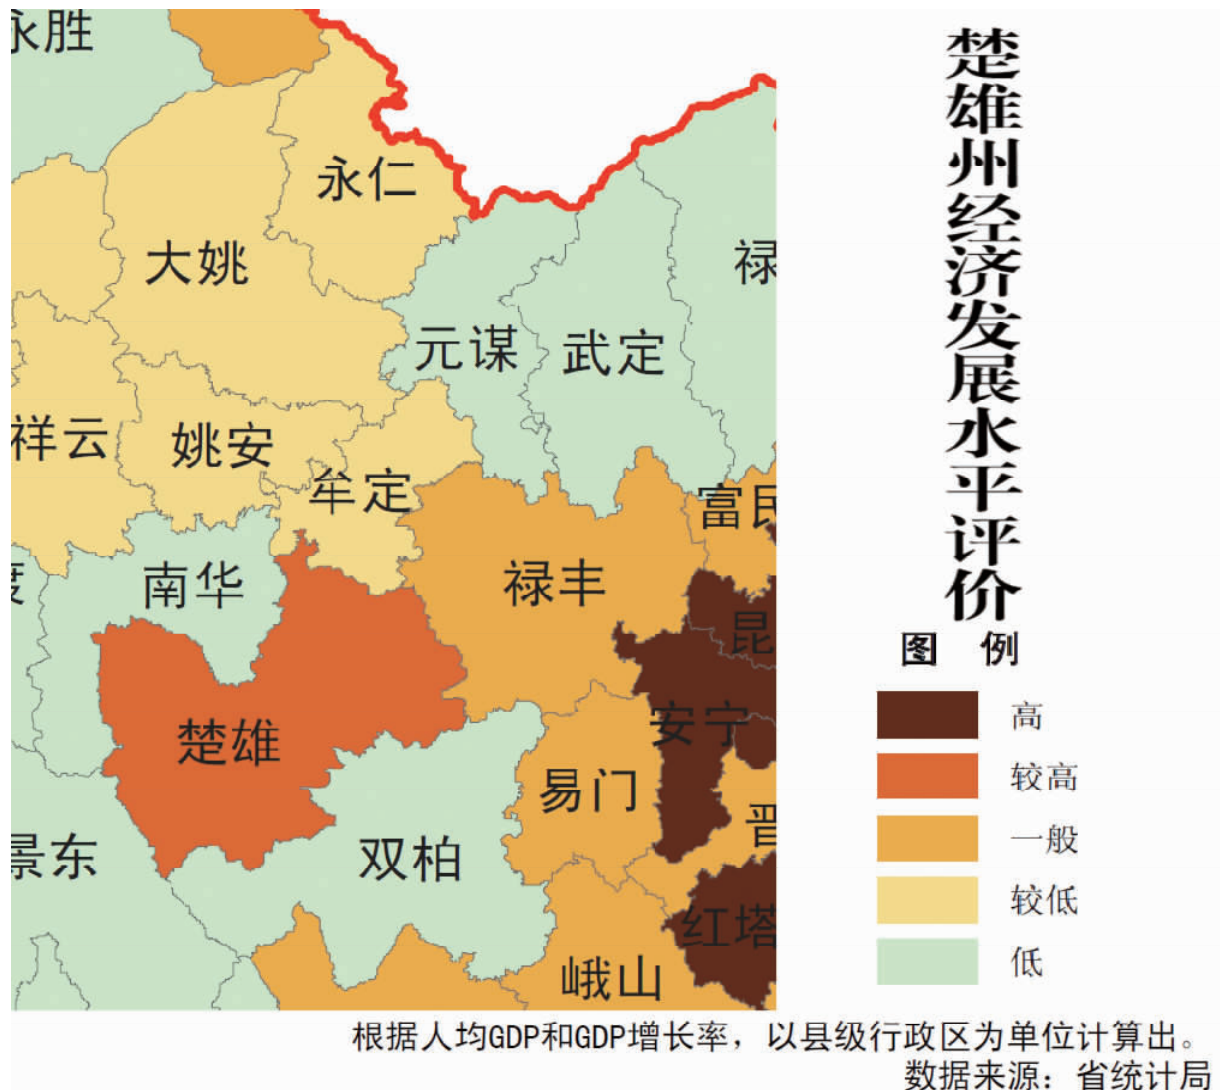 永胜
永仁
大姚
禄
元谋
武定
祥云
姚安
牟定
富民
南华
禄丰
昆
楚雄
安宁
易门
晋
景东
双柏
红塔
峨山
楚雄州经济发展水平评价
图 例
高
较高
一般
较低
低
根据人均GDP和GDP增长率，以县级行政区为单位计算出。
数据来源：省统计局